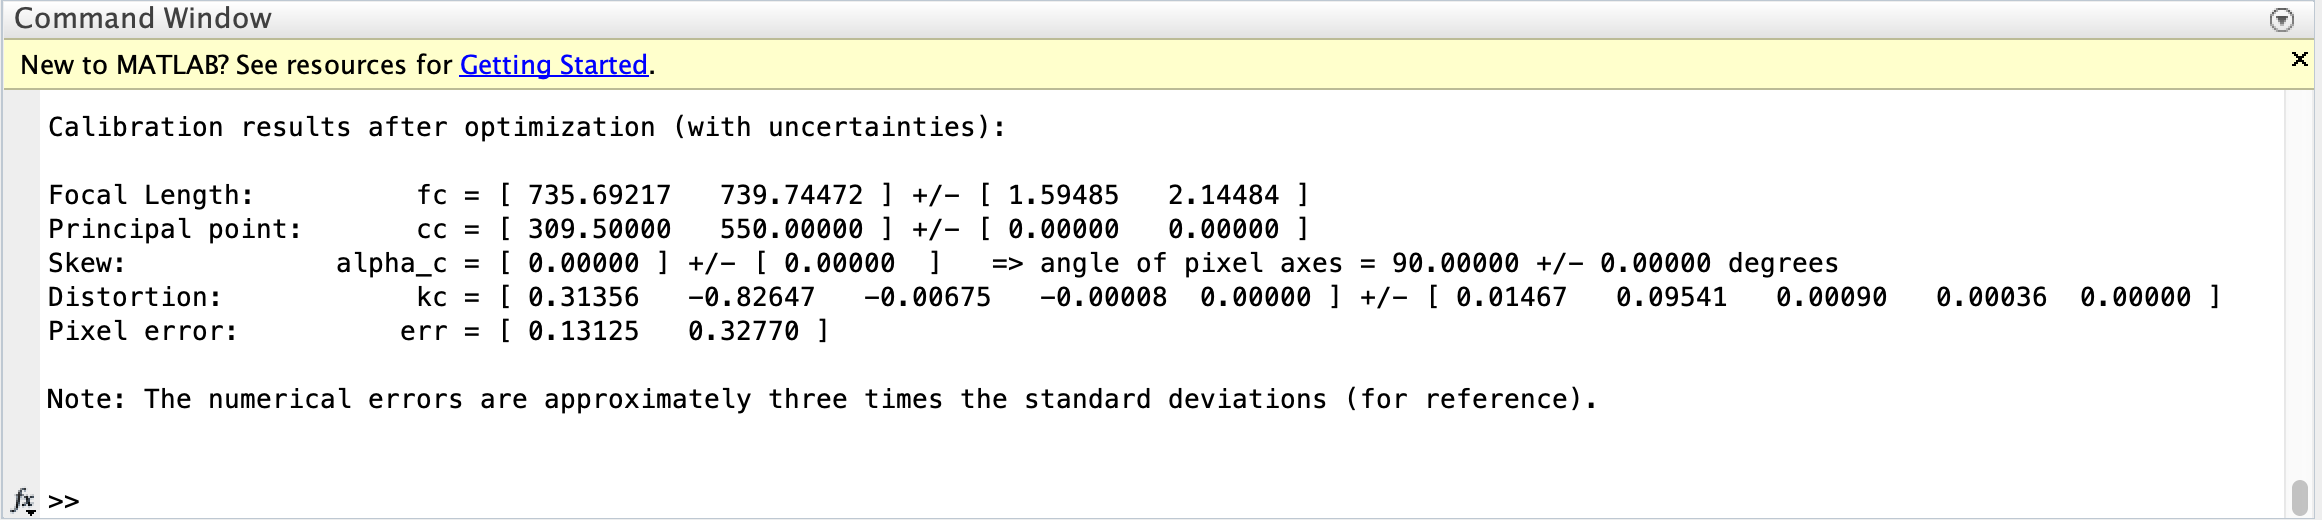 Command Window
New to MATLAB? See resources for Getting Started.
Calibration results after optimization (with uncertainties):
Focal Length: fc = [ 735.69217 739.74472 ] +/- [ 1.59485 2.14484 ]
Principal point: cc = [ 309.50000 550.00000 ] +/- [ 0.00000 0.00000 ]
Skew: alpha_c = [ 0.00000 ] +/- [ 0.00000 ] => angle of pixel axes = 90.00000 +/- 0.00000 degrees
Distortion: kc = [ 0.31356 -0.82647 -0.00675 -0.00008 0.00000 ] +/- [ 0.01467 0.09541 0.00090 0.00036 0.00000 ]
Pixel error: err = [ 0.13125 0.32770 ]
Note: The numerical errors are approximately three times the standard deviations (for reference).
fx >>